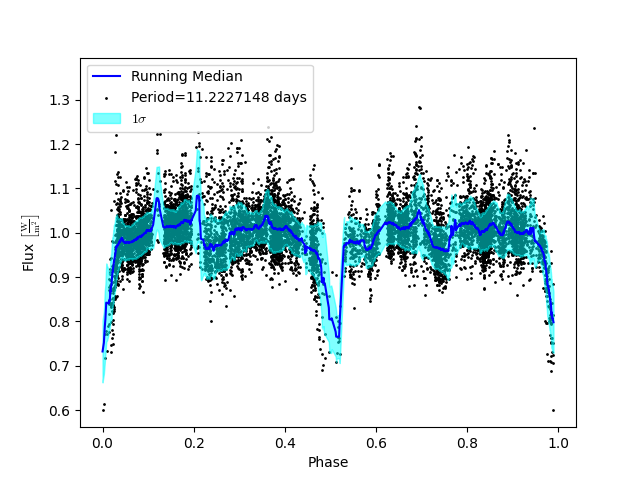 Running Median
Period=11.2227148 days
1σ
Flux [W/m²]
1.3
1.2
1.1
1.0
0.9
0.8
0.7
0.6
0.0 0.2 0.4 0.6 0.8 1.0
Phase